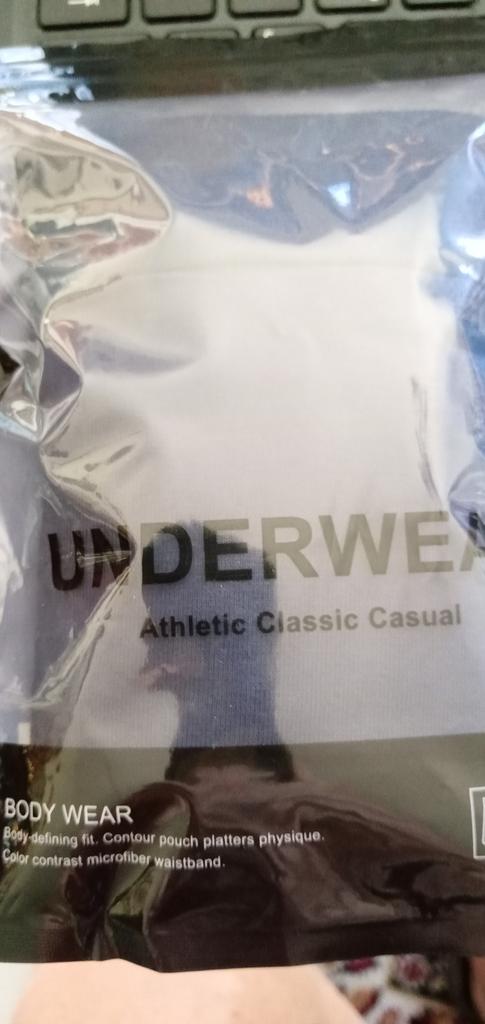 UNDERWEA
Athletic Classic Casual
BODY WEAR
Body-defining fit. Contour pouch platters physique.
Color contrast microfiber waistband.